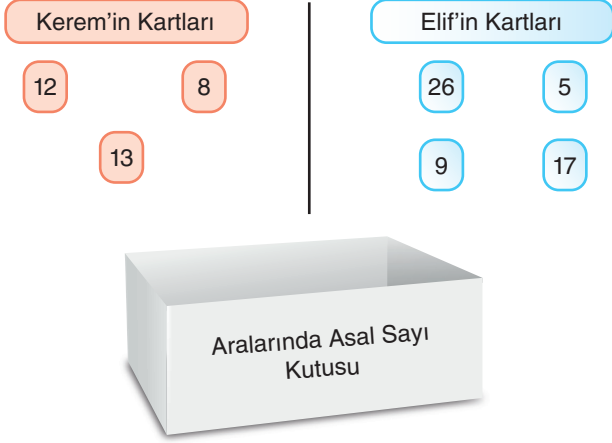 Kerem’in Kartları
12
8
13
Elif’in Kartları
26
5
9
17
Aralarında Asal Sayı
Kutusu